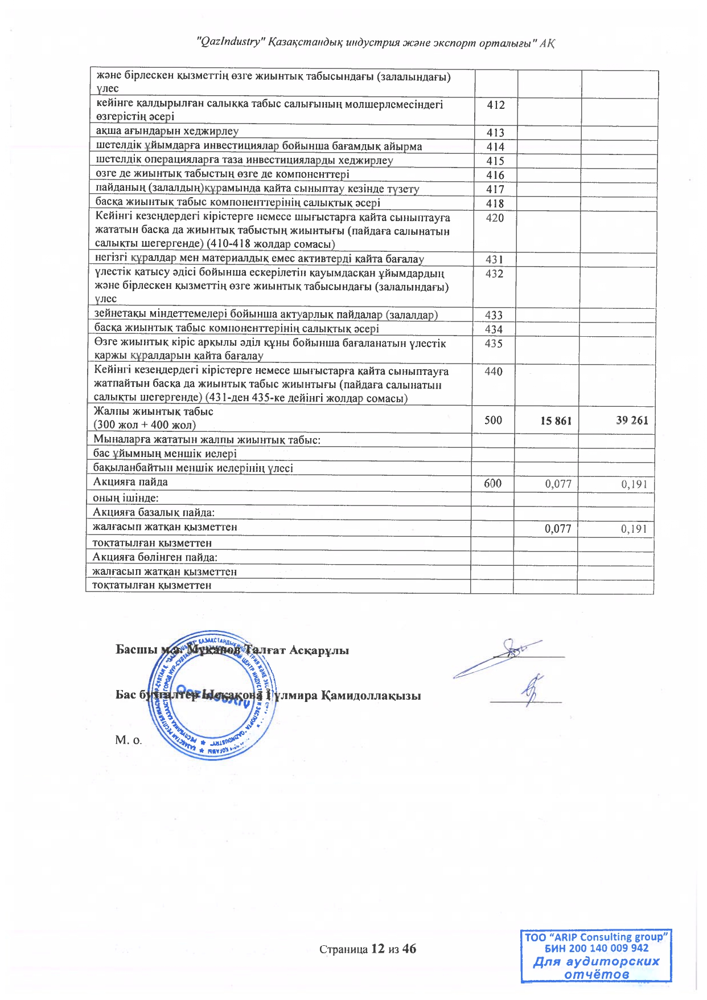 "QazIndustry" Қазақстандық индустрия және экспорт орталығы" АҚ
және бірлескен қызметтің өзге жиынтық табысындағы (залалындағы)
үлес
кейінге қалдырылған салыққа табыс салығының мөлшерлемесіндегі 412
өзгерістің әсері
ақша ағындарын хеджирлеу 413
шетелдік ұйымдарға инвестициялар бойынша бағамдық айырма 414
шетелдік операцияларға таза инвестицияларды хеджирлеу 415
өзге де жиынтық табыстың өзге де компоненттері 416
пайданың (залалдың)құрамында қайта сыныптау кезінде түзету 417
басқа жиынтық табыс компоненттерінің салықтық әсері 418
Кейінгі кезеңдердегі кірістерге немесе шығыстарға қайта сыныптауға 420
жататын басқа да жиынтық табыстың жиынтығы (пайдаға салынатын
салықты шегергенде) (410-418 жолдар сомасы)
негізгі құралдар мен материалдық емес активтерді қайта бағалау 431
үлестік қатысу әдісі бойынша ескерілетін қауымдасқан ұйымдардың 432
және бірлескен қызметтің өзге жиынтық табысындағы (залалындағы)
үлес
зейнетақы міндеттемелері бойынша актуарлық пайдалар (залалдар) 433
басқа жиынтық табыс компоненттерінің салықтық әсері 434
Өзге жиынтық кіріс арқылы әділ құны бойынша бағаланатын үлестік 435
қаржы құралдарын қайта бағалау
Кейінгі кезеңдердегі кірістерге немесе шығыстарға қайта сыныптауға 440
жатпайтын басқа да жиынтық табыс жиынтығы (пайдаға салынатын
салықты шегергенде) (431-ден 435-ке дейінгі жолдар сомасы)
Жалпы жиынтық табыс
(300 жол + 400 жол) 500 15 861 39 261
Мыналарға жататын жалпы жиынтық табыс:
бас ұйымның меншік иелері
бақыланбайтын меншік иелерінің үлесі
Акцияға пайда 600 0,077 0,191
оның ішінде:
Акцияға базалық пайда:
жалғасып жатқан қызметтен 0,077 0,191
тоқтатылған қызметтен
Акцияға бөлінген пайда:
жалғасып жатқан қызметтен
тоқтатылған қызметтен
Басшы м.а. Мұқанов Талғат Асқарұлы
Бас бухгалтер Ысқақова Гүлмира Қамидоллақызы
М. о.
QazIndustry
Страница 12 из 46
ТОО “ARIP Consulting group”
БИН 200 140 009 942
Для аудиторских
отчётов